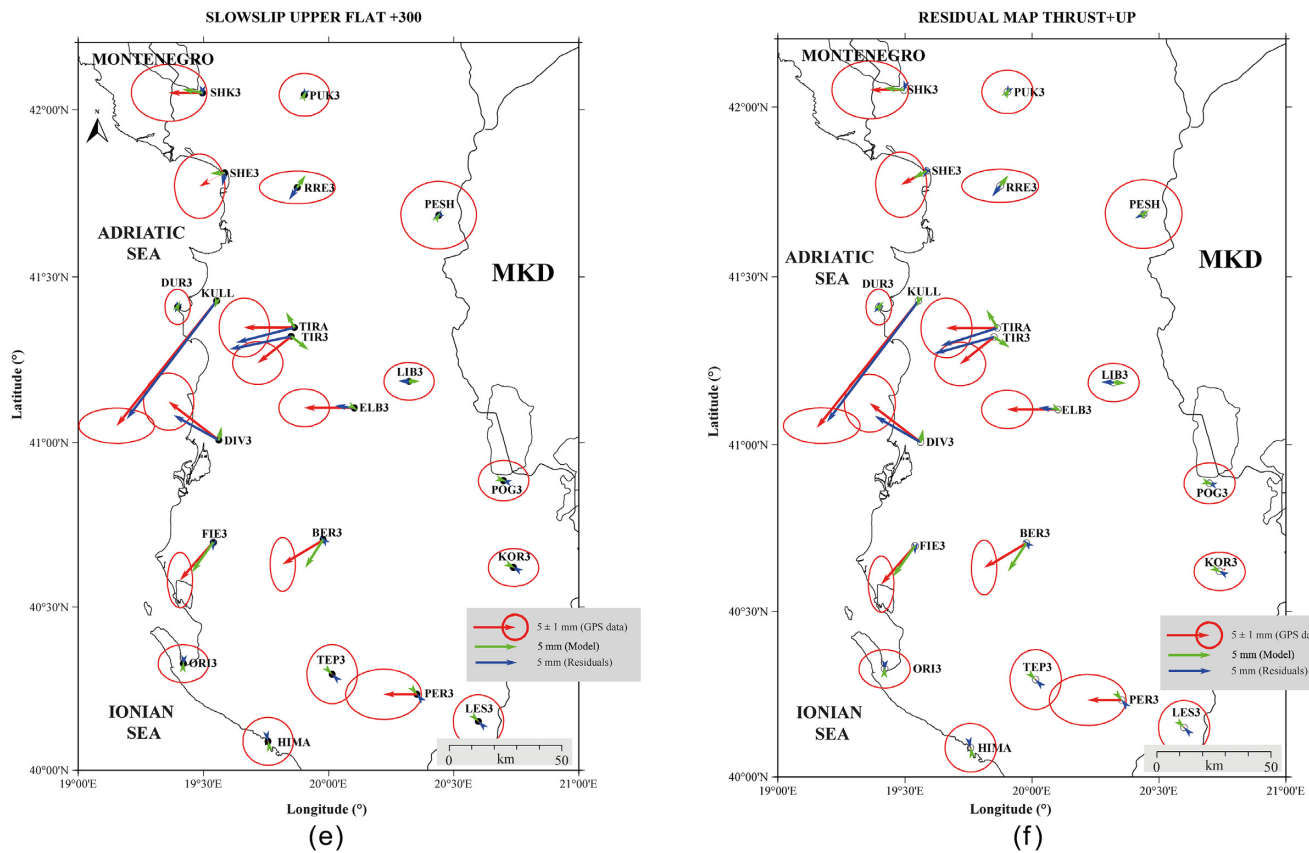 SLOWSLIP UPPER FLAT +300
MONTENEGRO
SHK3
PUK3
42°00'N
N
SHE3
RRE3
PESH
ADRIATIC
SEA
MKD
41°30'N
DUR3
KULL
TIRA
TIR3
LIB3
ELB3
41°00'N
DIV3
POG3
FIE3
BER3
KOR3
40°30'N
5 ± 1 mm (GPS data)
5 mm (Model)
5 mm (Residuals)
ORI3
TEP3
PER3
LES3
IONIAN
SEA
HIMA
km
0
50
40°00'N
19°00'E
19°30'E
20°00'E
20°30'E
21°00'E
Latitude (°)
Longitude (°)
(e)
RESIDUAL MAP THRUST+UP
MONTENEGRO
SHK3
PUK3
42°00'N
SHE3
RRE3
PESH
ADRIATIC
SEA
MKD
41°30'N
DUR3
KULL
TIRA
TIR3
LIB3
ELB3
41°00'N
DIV3
POG3
FIE3
BER3
KOR3
40°30'N
5 ± 1 mm (GPS da
5 mm (Model)
5 mm (Residuals)
ORI3
TEP3
PER3
LES3
IONIAN
SEA
HIMA
km
0
50
40°00'N
19°00'E
19°30'E
20°00'E
20°30'E
21°00'E
Latitude (°)
Longitude (°)
(f)